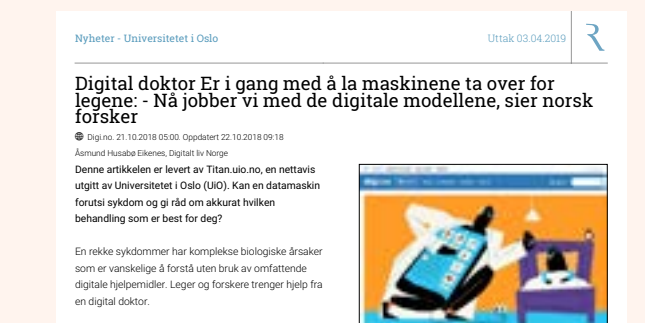 Nyheter - Universitetet i Oslo
Uttak 03.04.2019
R
Digital doktor Er i gang med å la maskinene ta over for
legene: - Nå jobber vi med de digitale modellene, sier norsk
forsker
Digi.no. 21.10.2018 05:00. Oppdatert 22.10.2018 09:18
Åsmund Husabø Eikenes, Digitalt liv Norge
Denne artikkelen er levert av Titan.uio.no, en nettavis
utgitt av Universitetet i Oslo (UiO). Kan en datamaskin
forutsi sykdom og gi råd om akkurat hvilken
behandling som er best for deg?
En rekke sykdommer har komplekse biologiske årsaker
som er vanskelige å forstå uten bruk av omfattende
digitale hjelpemidler. Leger og forskere trenger hjelp fra
en digital doktor.